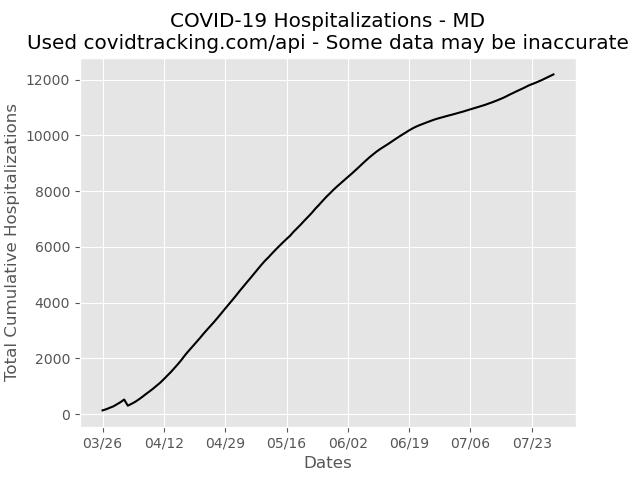 COVID-19 Hospitalizations - MD
Used covidtracking.com/api - Some data may be inaccurate
Total Cumulative Hospitalizations
12000
10000
8000
6000
4000
2000
0
03/26 04/12 04/29 05/16 06/02 06/19 07/06 07/23
Dates